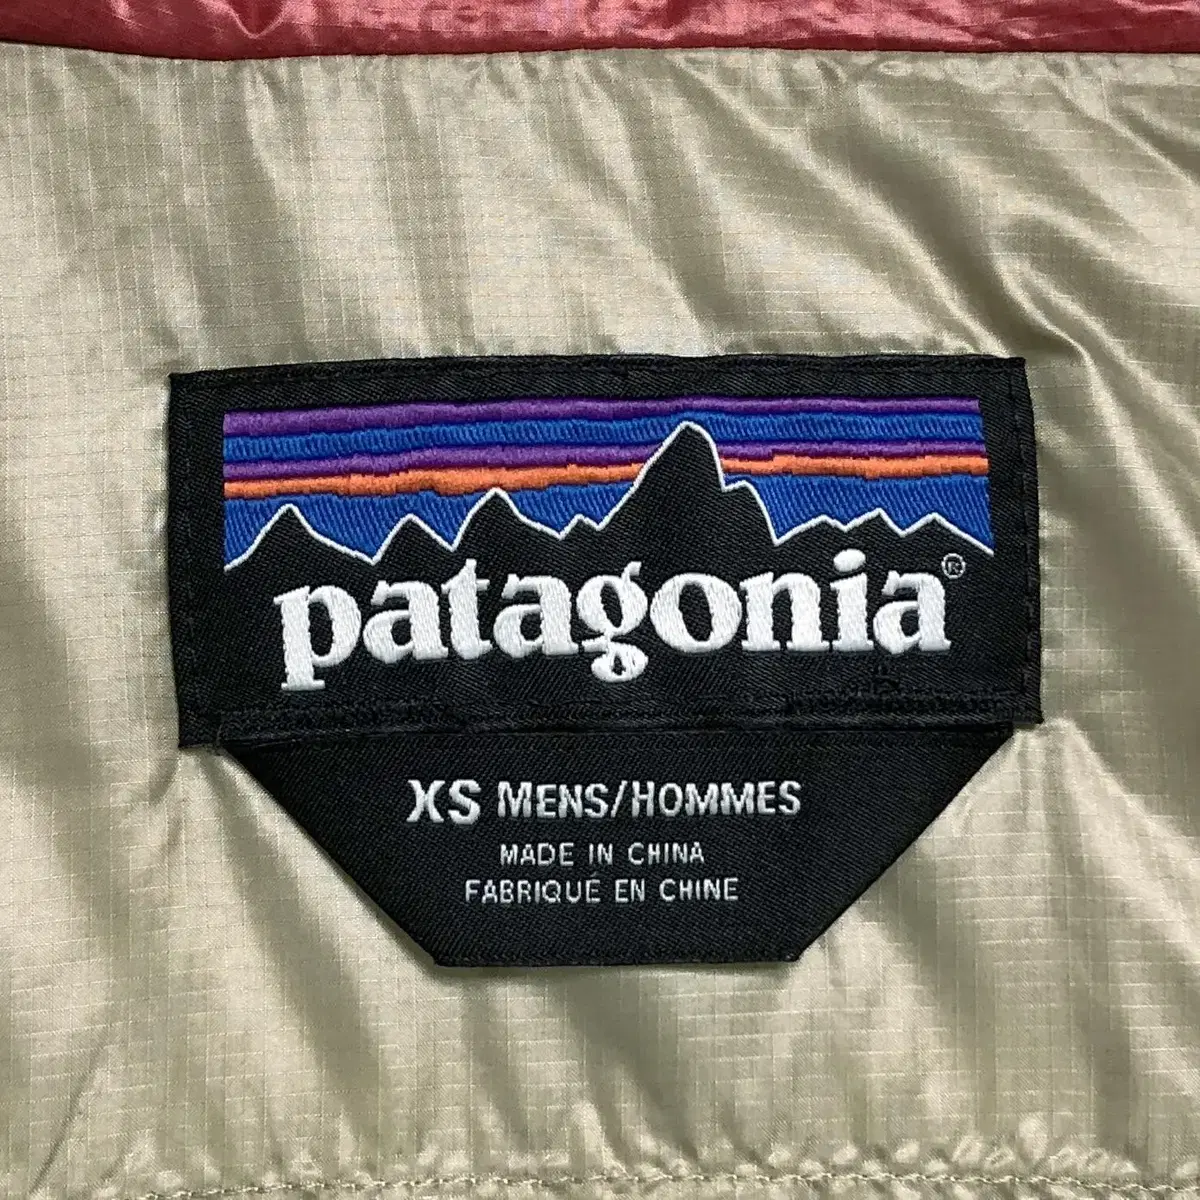 patagonia®
XS MENS/HOMMES
MADE IN CHINA
FABRIQUÉ EN CHINE